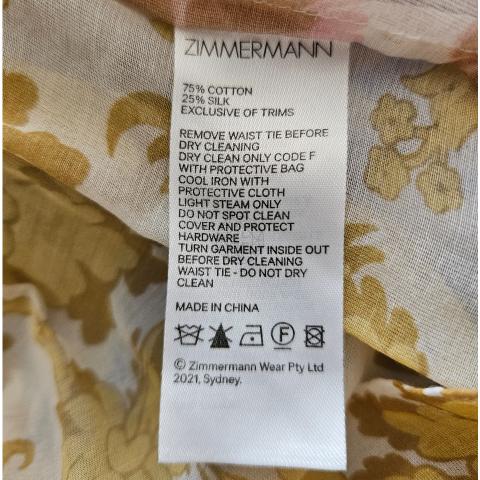 ZIMMERMANN
75% COTTON
25% SILK
EXCLUSIVE OF TRIMS
REMOVE WAIST TIE BEFORE
DRY CLEANING
DRY CLEAN ONLY CODE F
WITH PROTECTIVE BAG
COOL IRON WITH
PROTECTIVE CLOTH
LIGHT STEAM ONLY
DO NOT SPOT CLEAN
COVER AND PROTECT
HARDWARE
TURN GARMENT INSIDE OUT
BEFORE DRY CLEANING
WAIST TIE - DO NOT DRY
CLEAN
MADE IN CHINA
F
© Zimmermann Wear Pty Ltd
2021, Sydney.